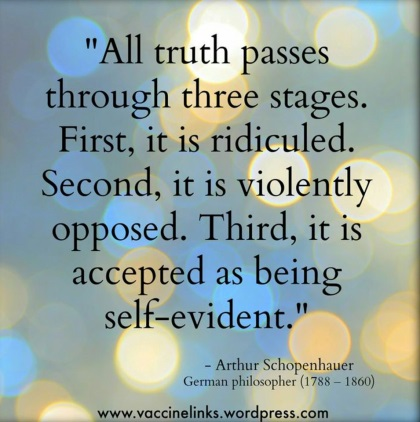 "All truth passes
through three stages.
First, it is ridiculed.
Second, it is violently
opposed. Third, it is
accepted as being
self-evident."
- Arthur Schopenhauer
German philosopher (1788 – 1860)
www.vaccinelinks.wordpress.com